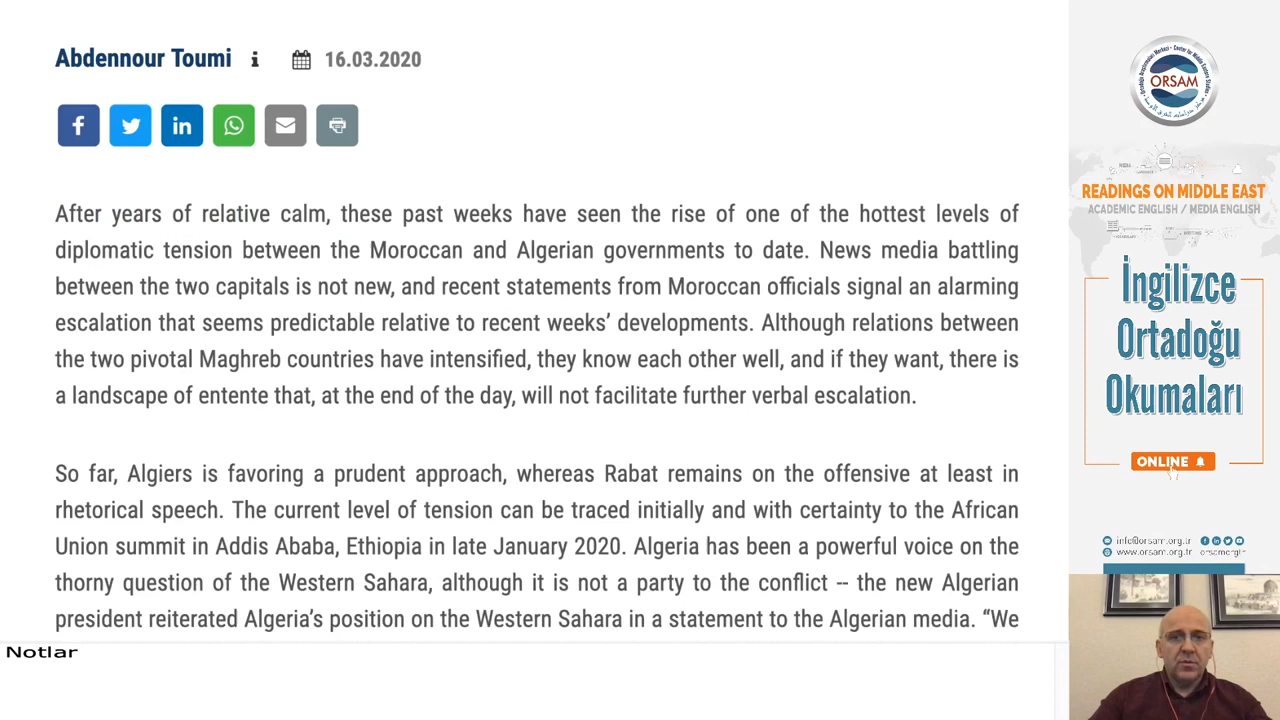 Abdennour Toumi
16.03.2020
After years of relative calm, these past weeks have seen the rise of one of the hottest levels of
diplomatic tension between the Moroccan and Algerian governments to date. News media battling
between the two capitals is not new, and recent statements from Moroccan officials signal an alarming
escalation that seems predictable relative to recent weeks’ developments. Although relations between
the two pivotal Maghreb countries have intensified, they know each other well, and if they want, there is
a landscape of entente that, at the end of the day, will not facilitate further verbal escalation.
So far, Algiers is favoring a prudent approach, whereas Rabat remains on the offensive at least in
rhetorical speech. The current level of tension can be traced initially and with certainty to the African
Union summit in Addis Ababa, Ethiopia in late January 2020. Algeria has been a powerful voice on the
thorny question of the Western Sahara, although it is not a party to the conflict -- the new Algerian
president reiterated Algeria’s position on the Western Sahara in a statement to the Algerian media. “We
Notlar
ORSAM
READINGS ON MIDDLE EAST
ACADEMIC ENGLISH / MEDIA ENGLISH
İngilizce
Ortadoğu
Okumaları
ONLINE
info@orsam.org.tr
www.orsam.org.tr orsamorgtr